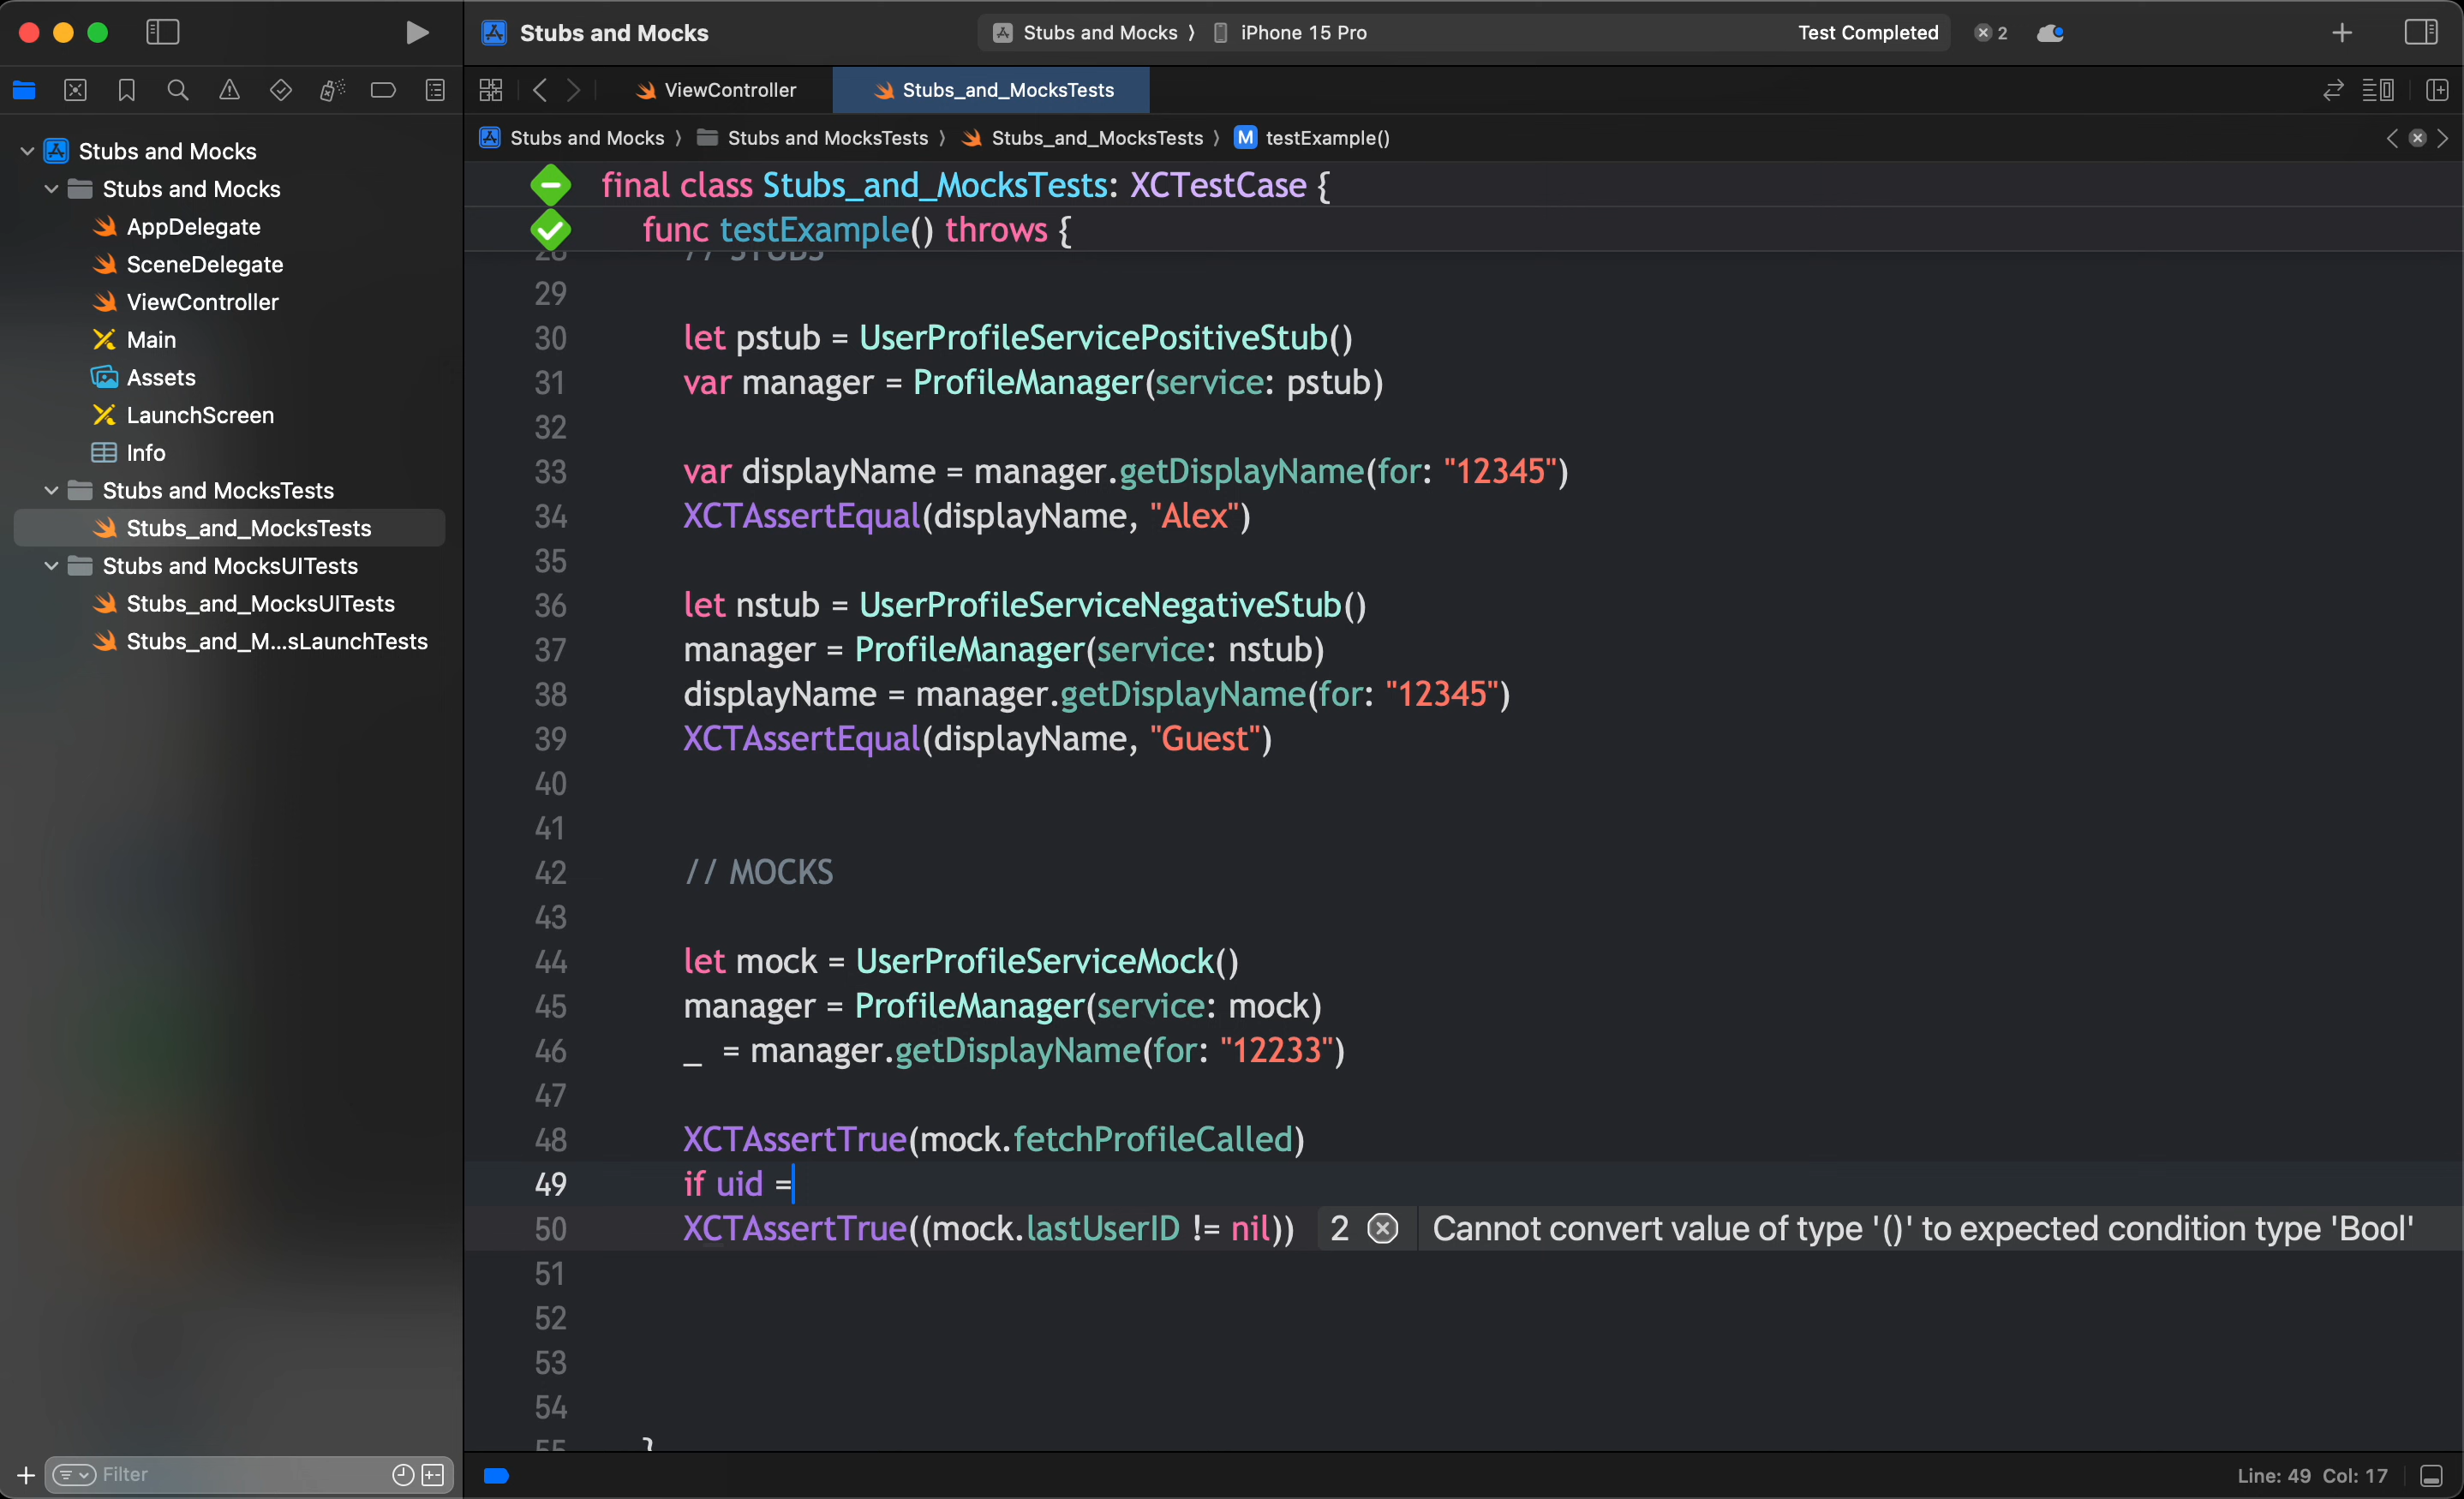 Stubs and Mocks
Stubs and Mocks 〉 iPhone 15 Pro
Test Completed
2
ViewController
Stubs_and_MocksTests
Stubs and Mocks 〉 Stubs and MocksTests 〉 Stubs_and_MocksTests 〉 M testExample()
Stubs and Mocks
Stubs and Mocks
AppDelegate
SceneDelegate
ViewController
Main
Assets
LaunchScreen
Info
Stubs and MocksTests
Stubs_and_MocksTests
Stubs and MocksUITests
Stubs_and_MocksUITests
Stubs_and_M...sLaunchTests
Filter
final class Stubs_and_MocksTests: XCTestCase {
func testExample() throws {
28 // STUBS
29
30 let pstub = UserProfileServicePositiveStub()
31 var manager = ProfileManager(service: pstub)
32
33 var displayName = manager.getDisplayName(for: "12345")
34 XCTAssertEqual(displayName, "Alex")
35
36 let nstub = UserProfileServiceNegativeStub()
37 manager = ProfileManager(service: nstub)
38 displayName = manager.getDisplayName(for: "12345")
39 XCTAssertEqual(displayName, "Guest")
40
41
42 // MOCKS
43
44 let mock = UserProfileServiceMock()
45 manager = ProfileManager(service: mock)
46 _ = manager.getDisplayName(for: "12233")
47
48 XCTAssertTrue(mock.fetchProfileCalled)
49 if uid =
50 XCTAssertTrue((mock.lastUserID != nil)) 2 Cannot convert value of type '()' to expected condition type 'Bool'
51
52
53
54
55 }
Line: 49 Col: 17